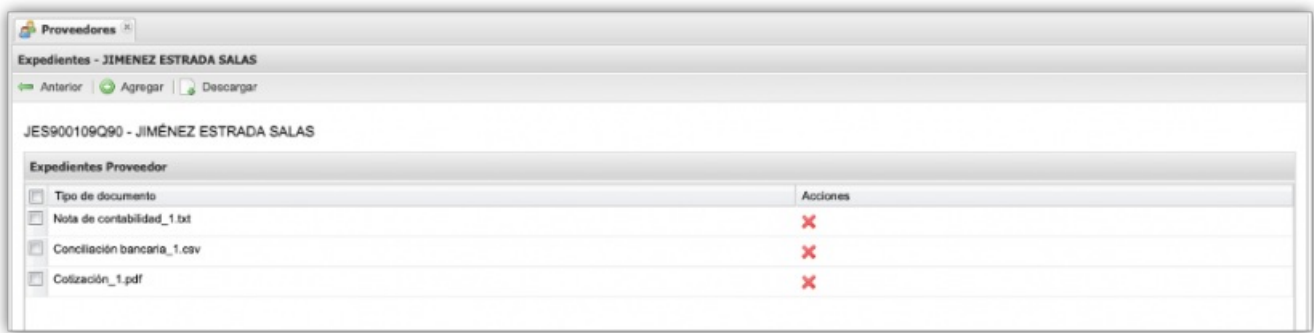 Proveedores
Expedientes - JIMENEZ ESTRADA SALAS
Anterior | Agregar | Descargar
JES900109Q90 - JIMÉNEZ ESTRADA SALAS
Expedientes Proveedor
Tipo de documento Acciones
Nota de contabilidad_1.txt
Conciliación bancaria_1.csv
Cotización_1.pdf